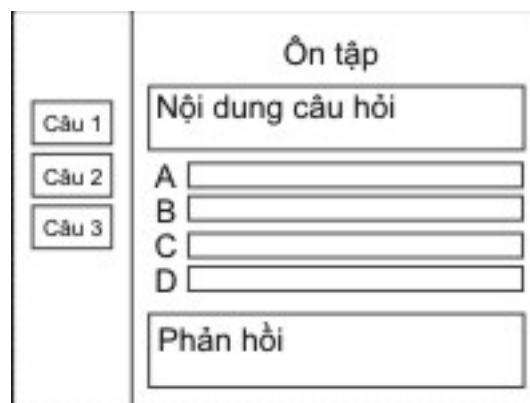 Câu 1
Câu 2
Câu 3
Ôn tập
Nội dung câu hỏi
A
B
C
D
Phản hồi